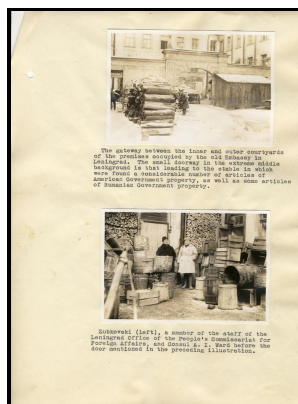 The gateway between the inner and outer courtyards
of the premises occupied by the old Embassy in
Leningrad. The small doorway in the extreme middle
background is that leading to the stable in which
were found a considerable number of articles of
American Government property, as well as some articles
of Rumanian Government property.
Zubkovski (left), a member of the staff of the
Leningrad Office of the People's Commissariat for
Foreign Affairs, and Consul A. I. Ward before the
door mentioned in the preceding illustration.